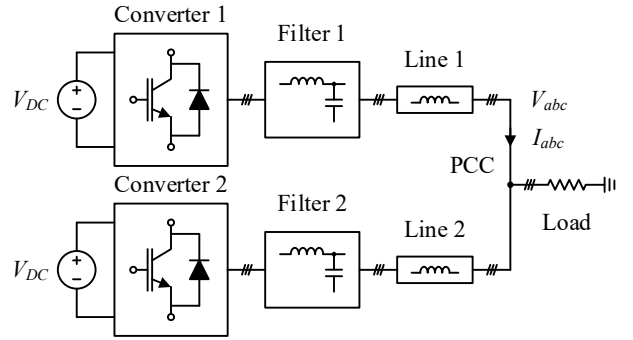 Converter 1
Filter 1
Line 1
V_DC
V_abc
I_abc
PCC
Converter 2
Filter 2
Line 2
Load
V_DC